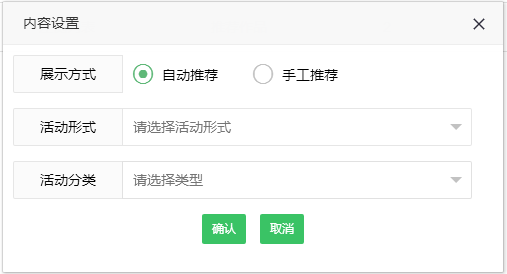 内容设置
展示方式 自动推荐 手工推荐
活动形式 请选择活动形式
活动分类 请选择类型
确认 取消